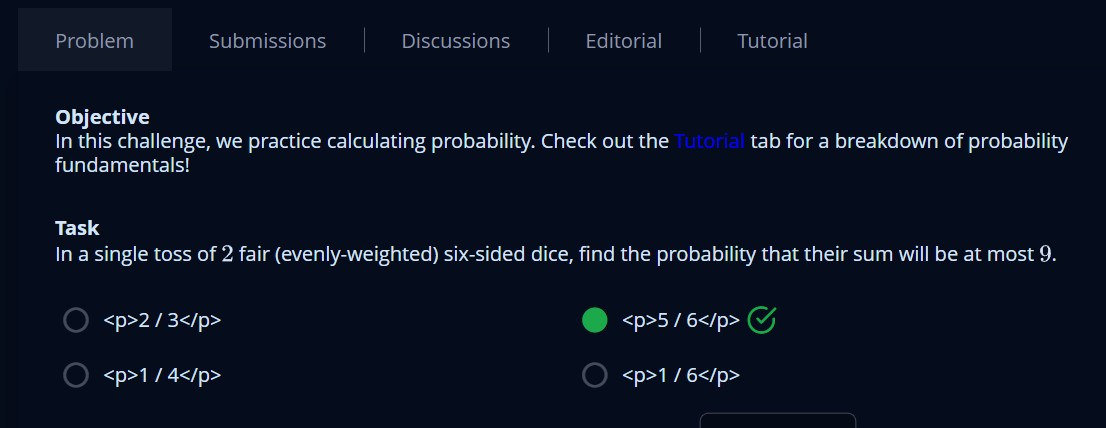 Problem Submissions Discussions Editorial Tutorial
Objective
In this challenge, we practice calculating probability. Check out the Tutorial tab for a breakdown of probability
fundamentals!
Task
In a single toss of 2 fair (evenly-weighted) six-sided dice, find the probability that their sum will be at most 9.
<p>2 / 3</p> <p>5 / 6</p>
<p>1 / 4</p> <p>1 / 6</p>